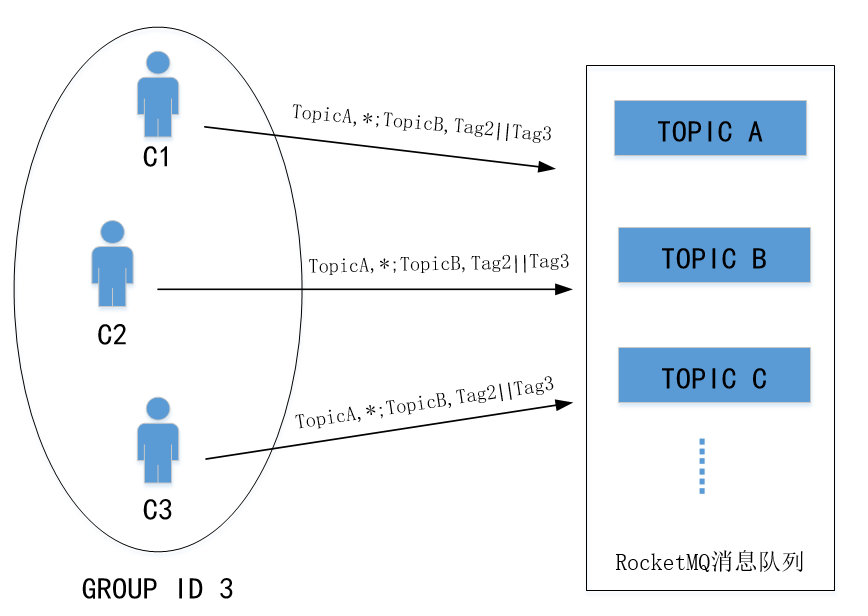 TopicA,*;TopicB,Tag2||Tag3
C1
TOPIC A
TopicA,*;TopicB,Tag2||Tag3
C2
TOPIC B
TopicA,*;TopicB,Tag2||Tag3
C3
TOPIC C
RocketMQ消息队列
GROUP ID 3